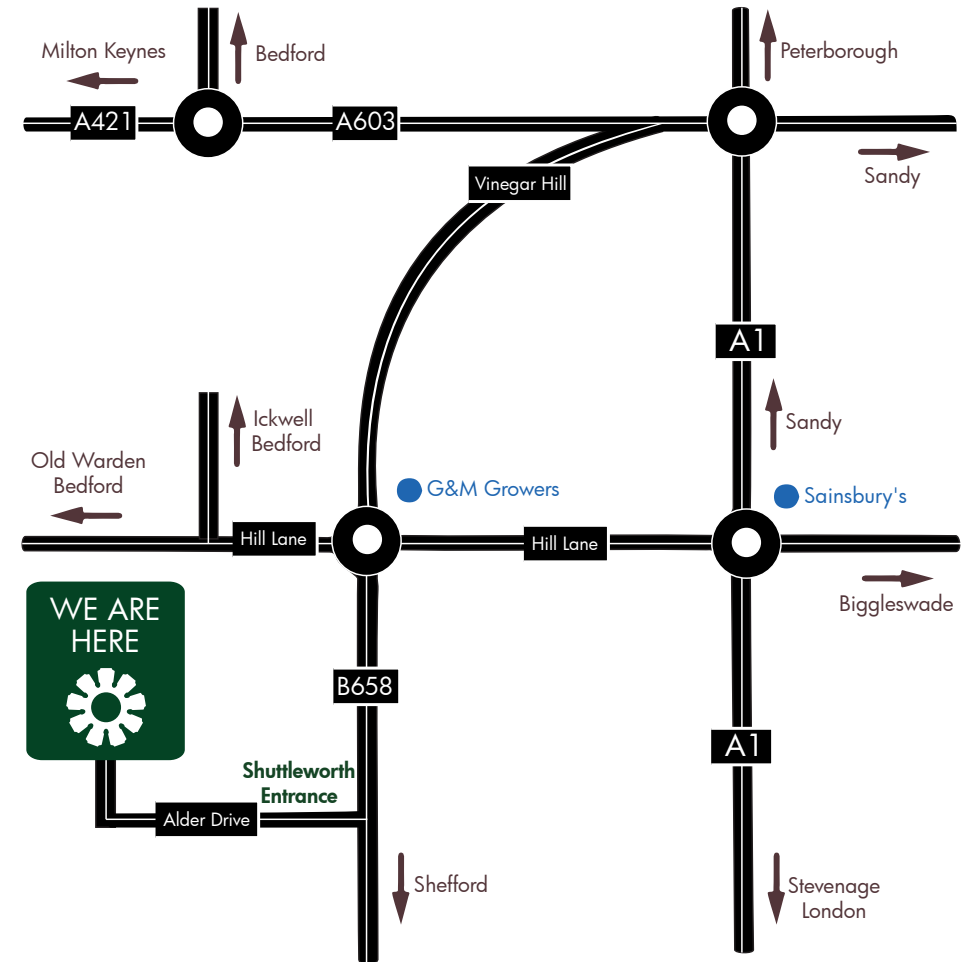 Milton Keynes
Bedford
Peterborough
A421
A603
Sandy
Vinegar Hill
A1
Ickwell
Bedford
Sandy
Old Warden
Bedford
G&M Growers
Sainsbury's
Hill Lane
Hill Lane
Biggleswade
WE ARE
HERE
B658
A1
Shuttleworth
Entrance
Alder Drive
Shefford
Stevenage
London